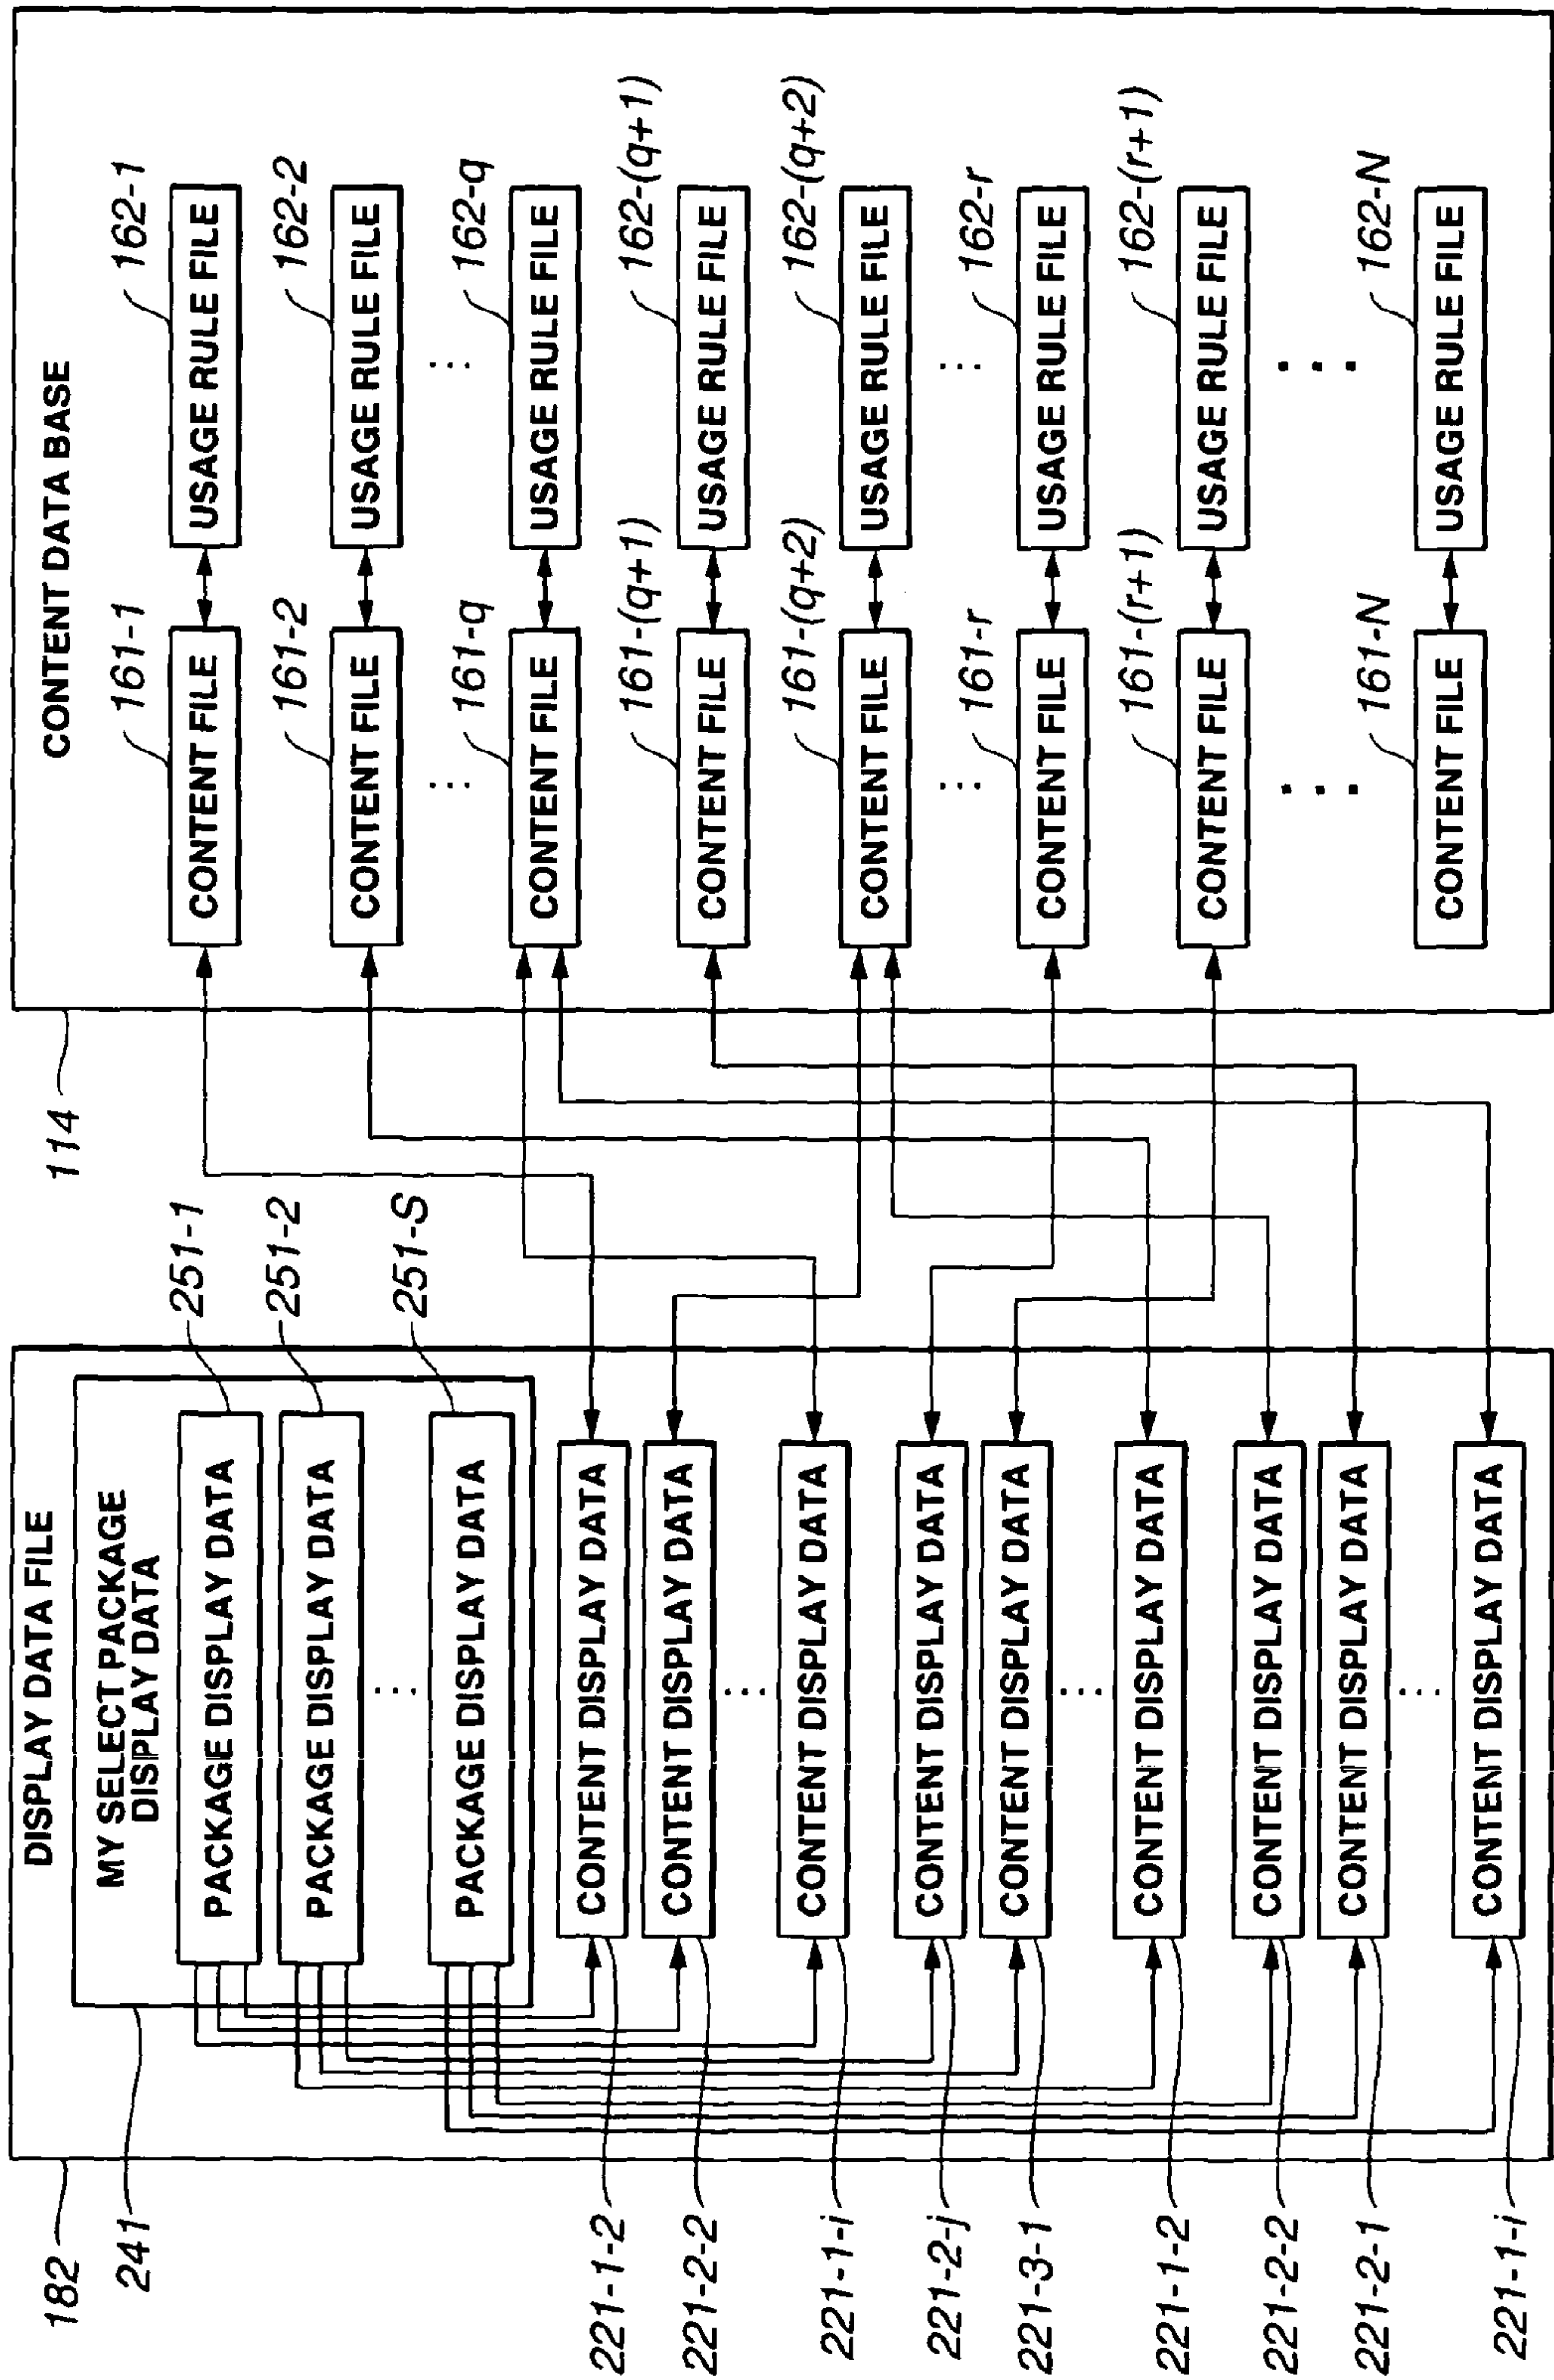 DISPLAY DATA FILE
182
MY SELECT PACKAGE
DISPLAY DATA
241
PACKAGE DISPLAY DATA
251-1
PACKAGE DISPLAY DATA
251-2
⋮
PACKAGE DISPLAY DATA
251-S
221-1-2
CONTENT DISPLAY DATA
221-2-2
CONTENT DISPLAY DATA
⋮
221-1-i
CONTENT DISPLAY DATA
221-2-j
CONTENT DISPLAY DATA
221-3-1
CONTENT DISPLAY DATA
⋮
221-1-2
CONTENT DISPLAY DATA
221-2-2
CONTENT DISPLAY DATA
221-2-1
CONTENT DISPLAY DATA
⋮
221-1-i
CONTENT DISPLAY DATA
114
CONTENT DATA BASE
161-1
162-1
CONTENT FILE
USAGE RULE FILE
161-2
162-2
CONTENT FILE
USAGE RULE FILE
⋮
⋮
161-q
162-q
CONTENT FILE
USAGE RULE FILE
161-(q+1)
162-(q+1)
CONTENT FILE
USAGE RULE FILE
161-(q+2)
162-(q+2)
CONTENT FILE
USAGE RULE FILE
⋮
⋮
161-r
162-r
CONTENT FILE
USAGE RULE FILE
161-(r+1)
162-(r+1)
CONTENT FILE
USAGE RULE FILE
⋮
⋮
161-N
162-N
CONTENT FILE
USAGE RULE FILE